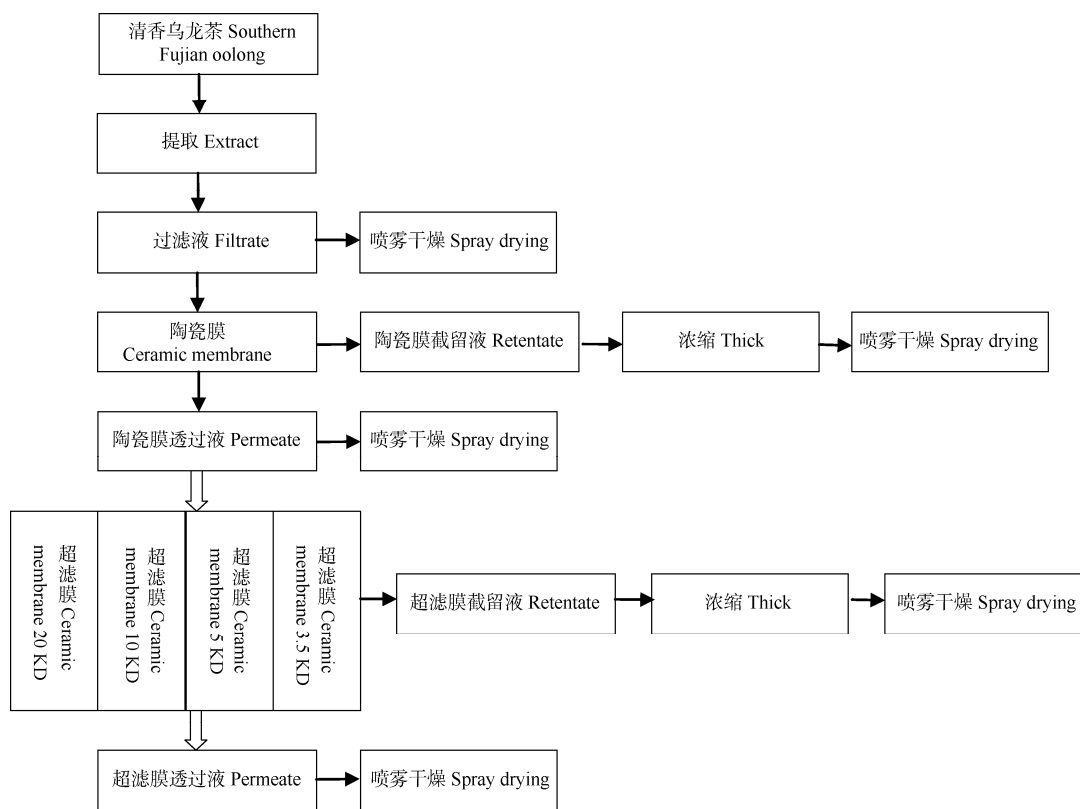 清香乌龙茶 Southern
Fujian oolong
提取 Extract
过滤液 Filtrate
喷雾干燥 Spray drying
陶瓷膜
Ceramic membrane
陶瓷膜截留液 Retentate
浓缩 Thick
喷雾干燥 Spray drying
陶瓷膜透过液 Permeate
喷雾干燥 Spray drying
超滤膜 Ceramic
membrane 20 KD
超滤膜 Ceramic
membrane 10 KD
超滤膜 Ceramic
membrane 5 KD
超滤膜 Ceramic
membrane 3.5 KD
超滤膜截留液 Retentate
浓缩 Thick
喷雾干燥 Spray drying
超滤膜透过液 Permeate
喷雾干燥 Spray drying